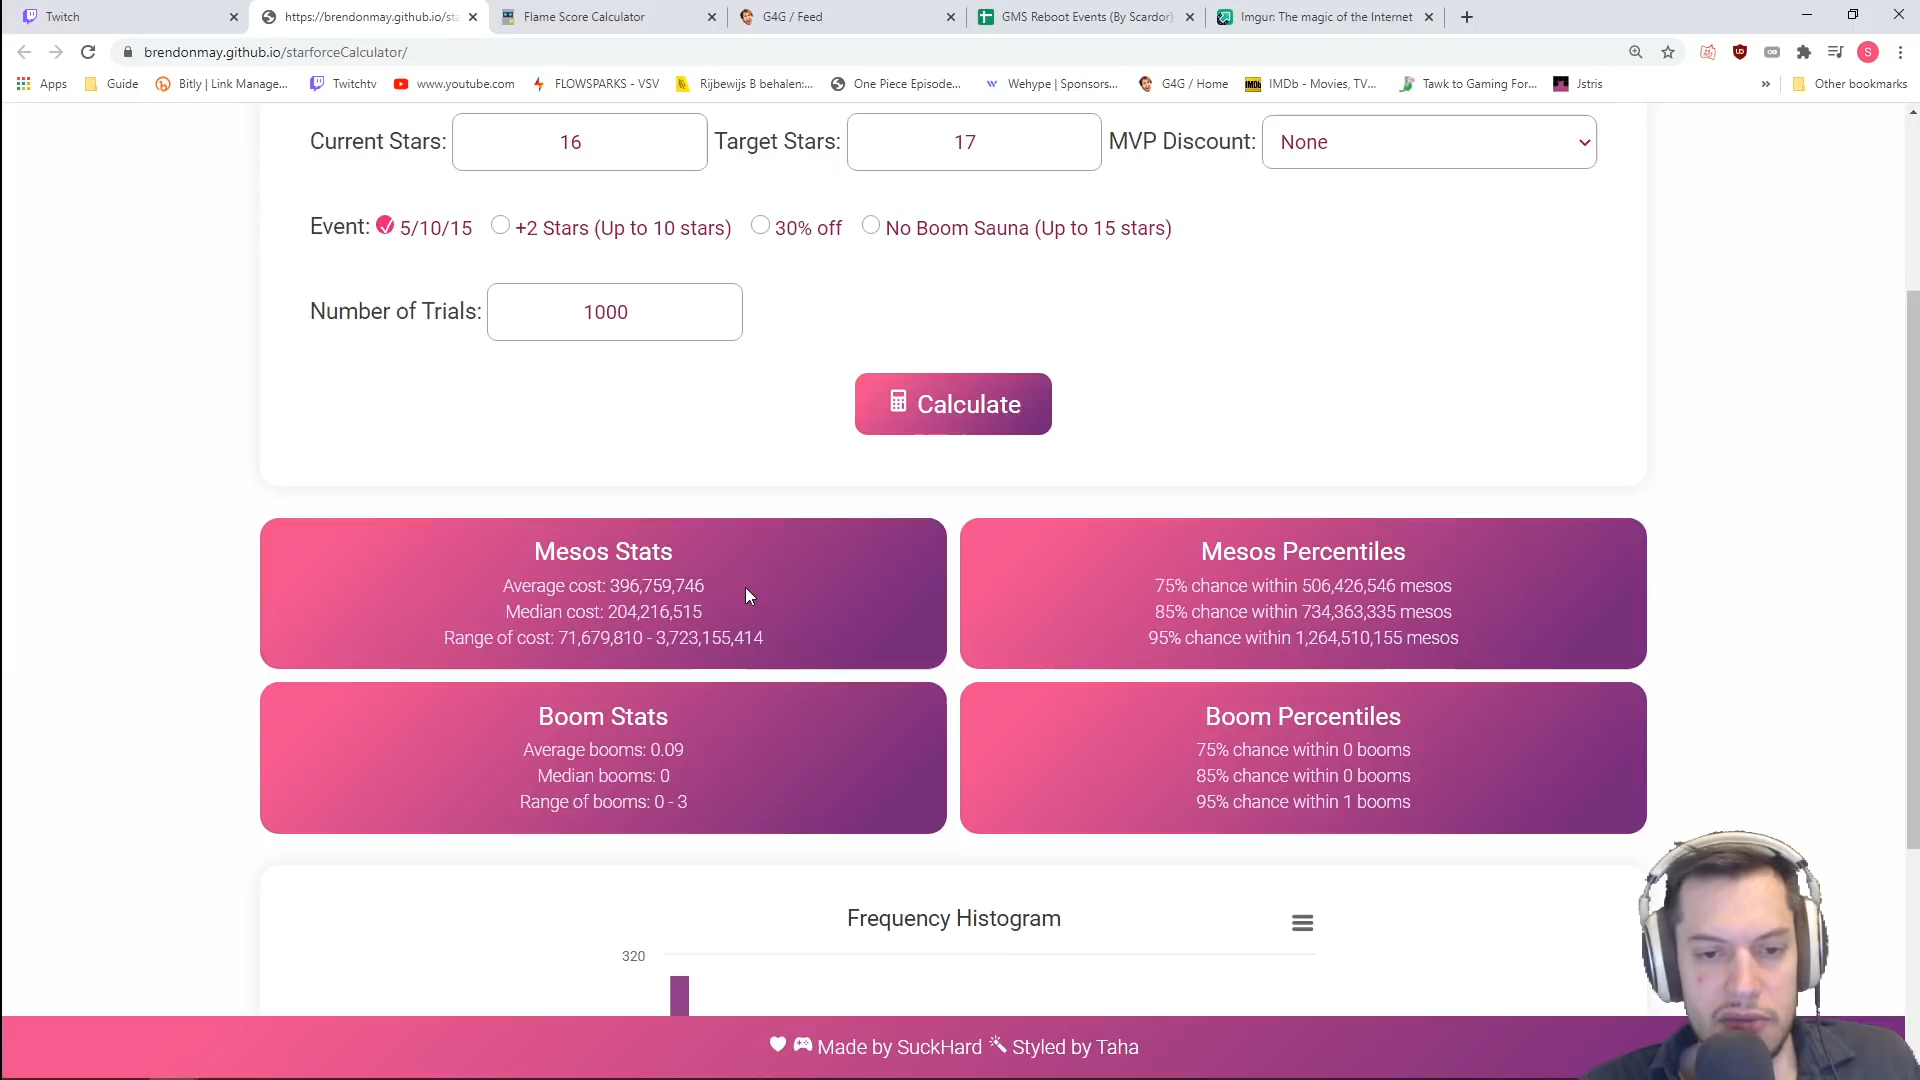 Twitch
https://brendonmay.github.io/sta
Flame Score Calculator
G4G / Feed
GMS Reboot Events (By Scardor)
Imgur: The magic of the Internet
brendonmay.github.io/starforceCalculator/
S
Apps
Guide
Bitly | Link Manage...
Twitchtv
www.youtube.com
FLOWSPARKS - VSV
Rijbewijs B behalen:...
One Piece Episode...
Wehype | Sponsors...
G4G / Home
IMDb - Movies, TV...
Tawk to Gaming For...
Jstris
»
Other bookmarks
Current Stars: 16 Target Stars: 17 MVP Discount: None
Event: 5/10/15 +2 Stars (Up to 10 stars) 30% off No Boom Sauna (Up to 15 stars)
Number of Trials: 1000
Calculate
Mesos Stats
Average cost: 396,759,746
Median cost: 204,216,515
Range of cost: 71,679,810 - 3,723,155,414
Mesos Percentiles
75% chance within 506,426,546 mesos
85% chance within 734,363,335 mesos
95% chance within 1,264,510,155 mesos
Boom Stats
Average booms: 0.09
Median booms: 0
Range of booms: 0 - 3
Boom Percentiles
75% chance within 0 booms
85% chance within 0 booms
95% chance within 1 booms
Frequency Histogram
320
Made by SuckHard Styled by Taha